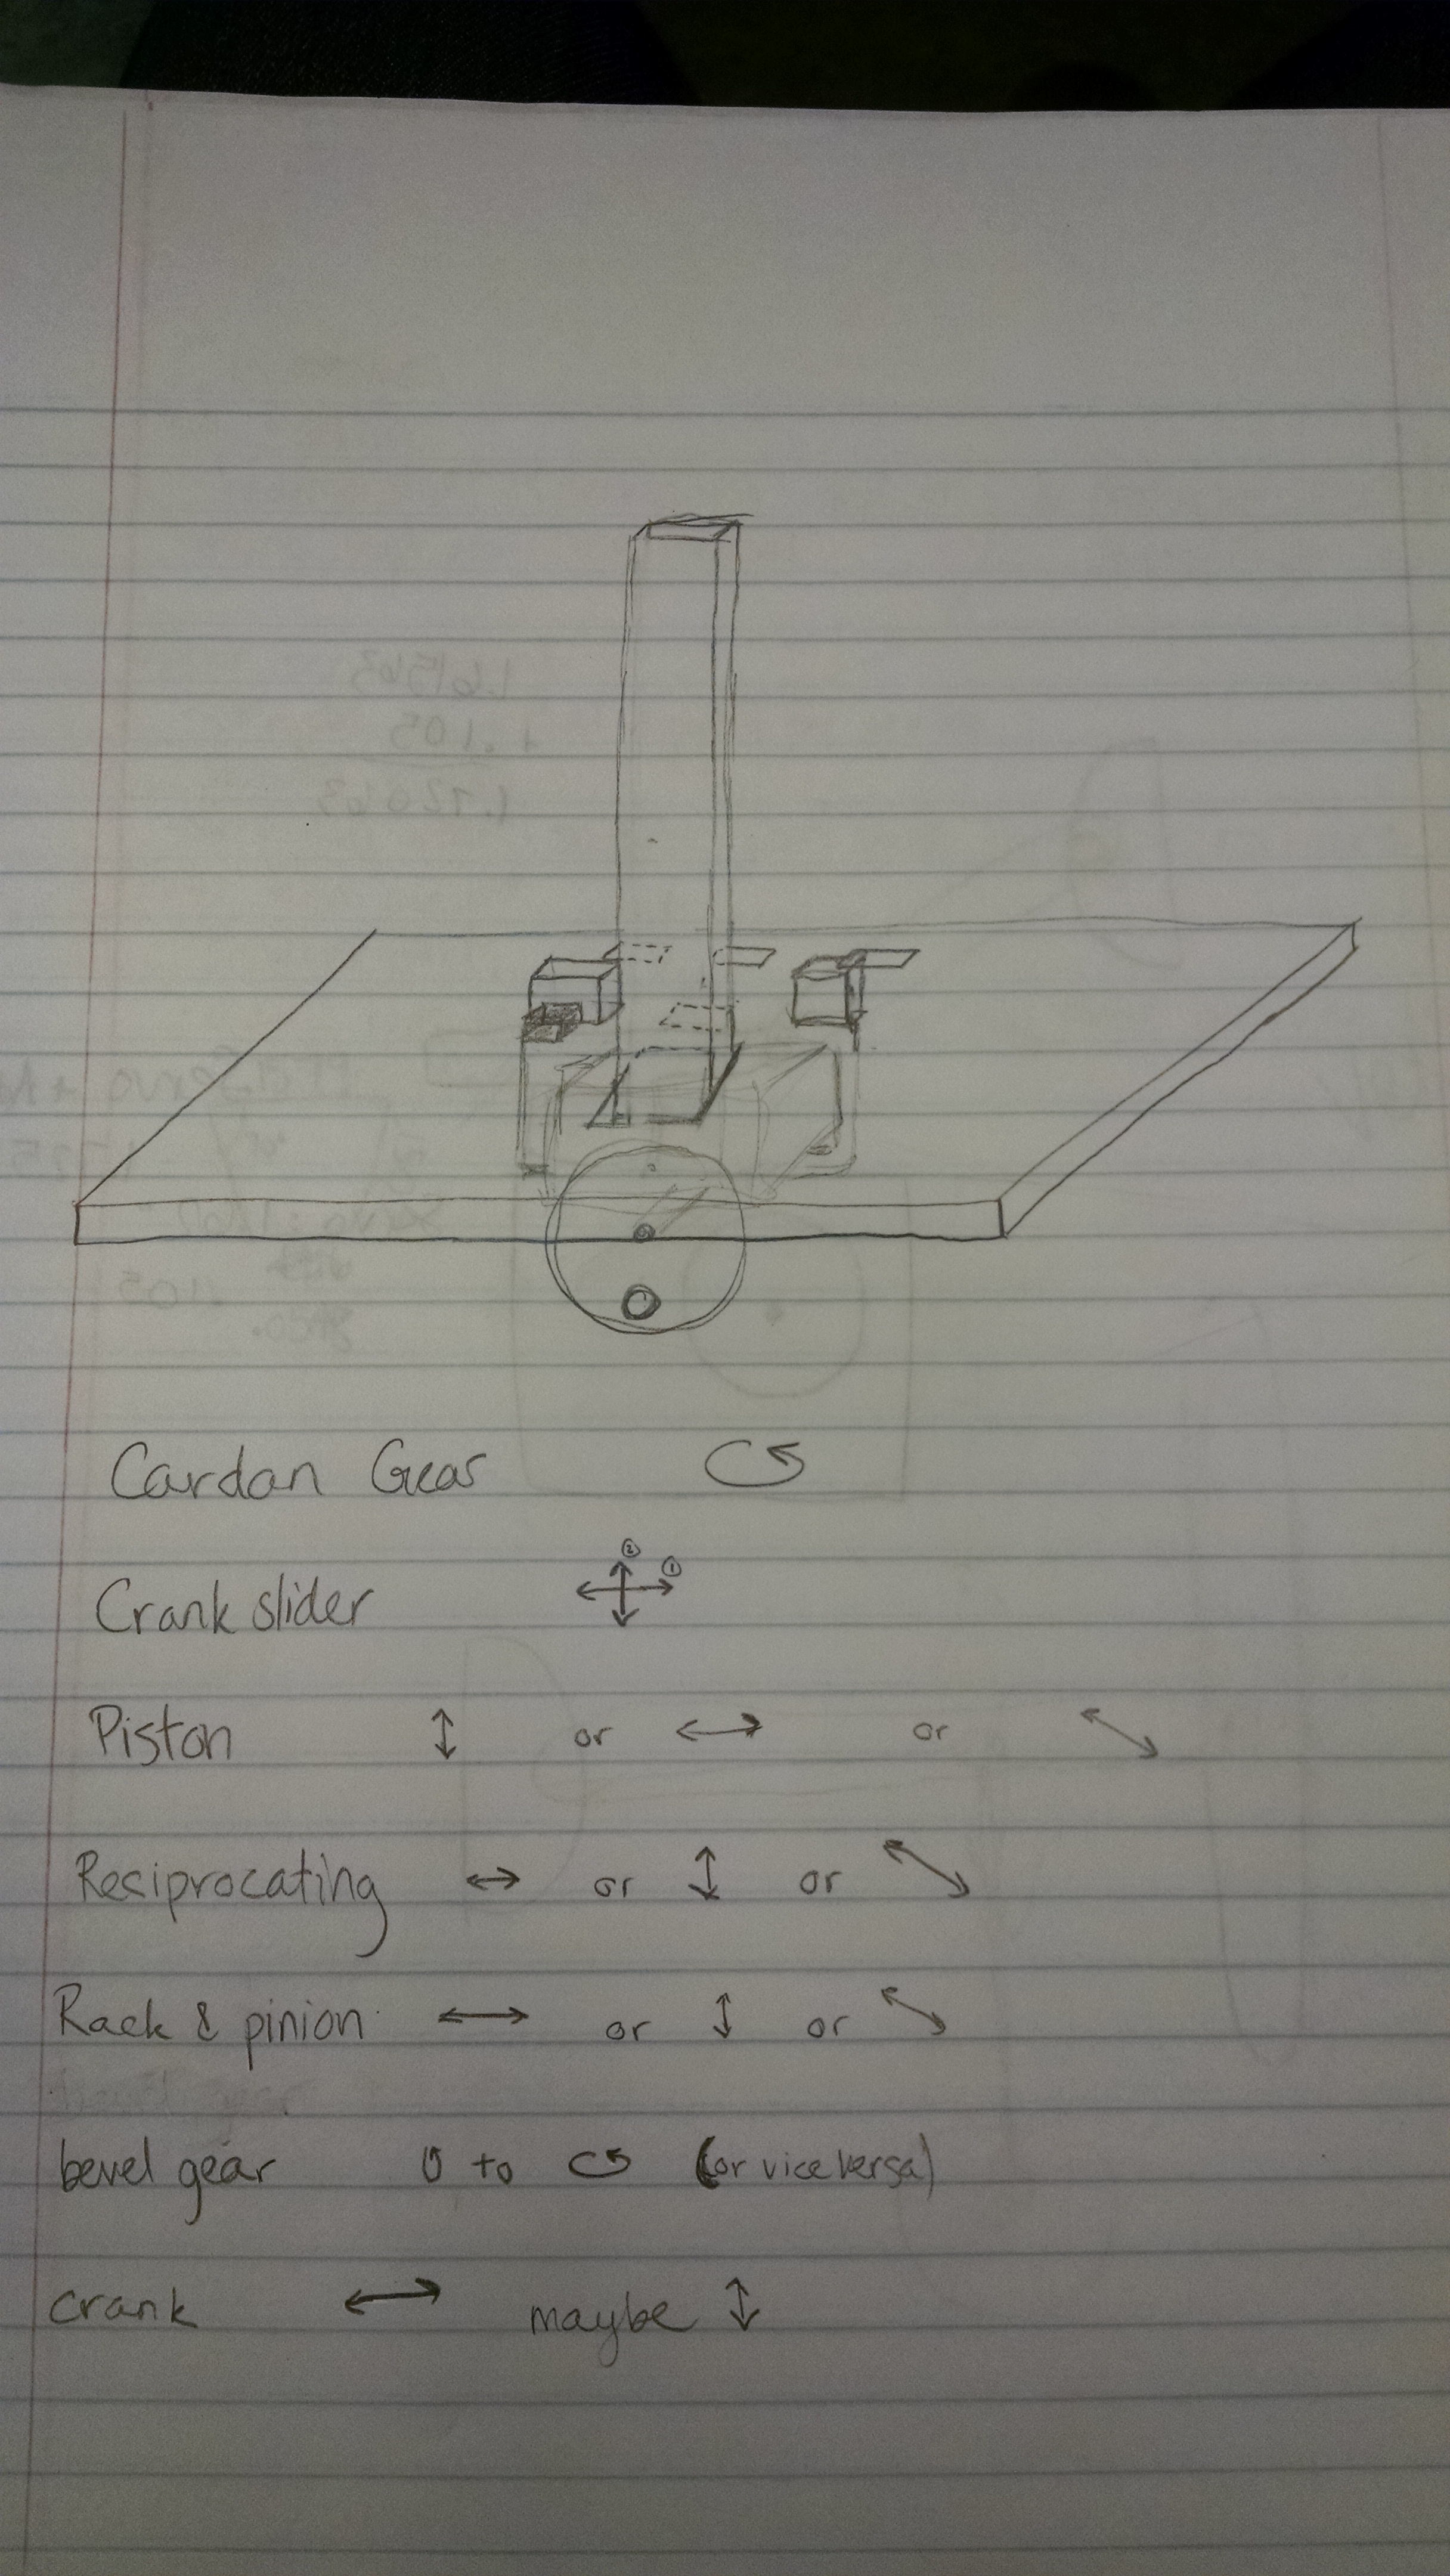 Cardan Gear
② ①
Crank slider
Piston or or
Resiprocating or or
Rack & pinion or or
bevel gear to (or vice versa)
crank maybe